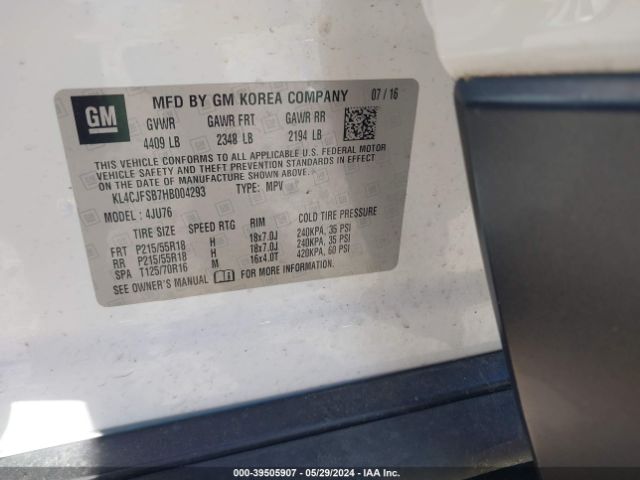 GM
MFD BY GM KOREA COMPANY 07 / 16
GVWR GAWR FRT GAWR RR
4409 LB 2348 LB 2194 LB
THIS VEHICLE CONFORMS TO ALL APPLICABLE U.S. FEDERAL MOTOR
VEHICLE SAFETY AND THEFT PREVENTION STANDARDS IN EFFECT
ON THE DATE OF MANUFACTURE SHOWN ABOVE.
KL4CJFSB7HB004293 TYPE: MPV
MODEL : 4JU76
TIRE SIZE SPEED RTG RIM COLD TIRE PRESSURE
FRT P215/55R18 H 18x7.0J 240KPA, 35 PSI
RR P215/55R18 H 18x7.0J 240KPA, 35 PSI
SPA T125/70R16 M 16x4.0T 420KPA, 60 PSI
SEE OWNER'S MANUAL FOR MORE INFORMATION.
000-39505907 - 05/29/2024 - IAA Inc.